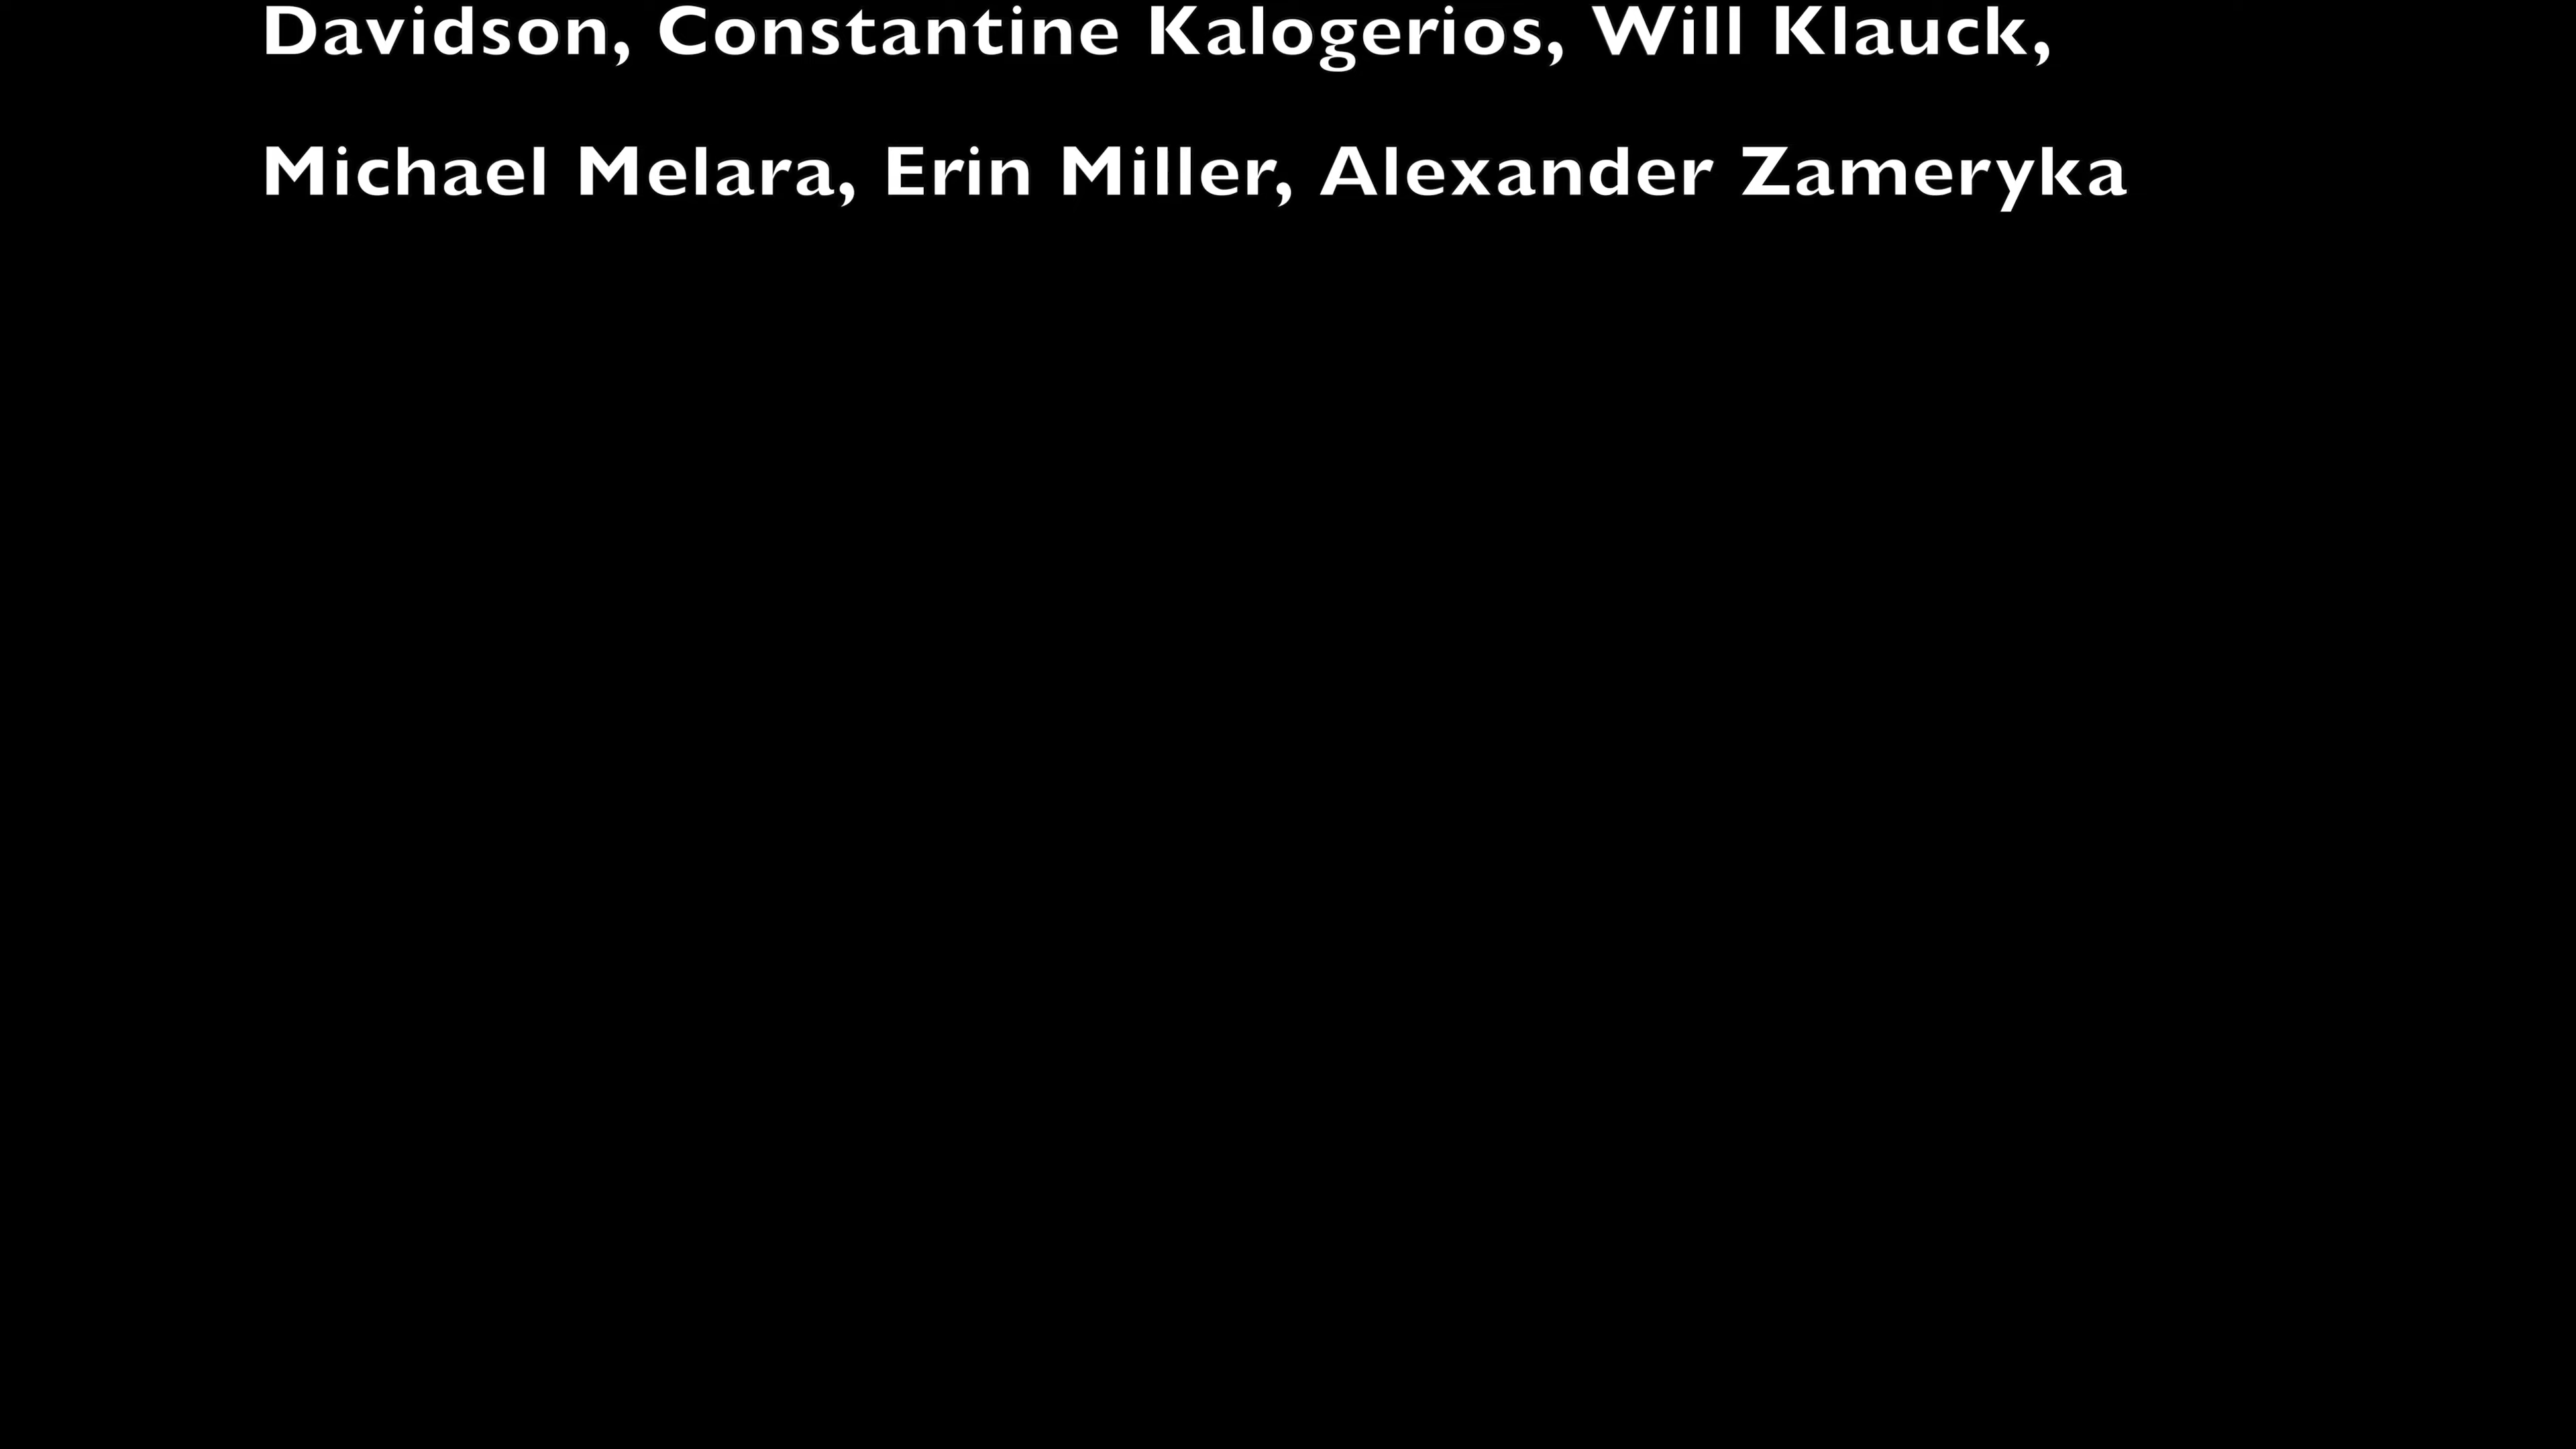 Davidson, Constantine Kalogerios, Will Klauck,
Michael Melara, Erin Miller, Alexander Zameryka